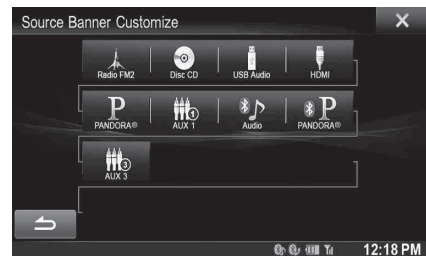 Source Banner Customize
Radio FM2 Disc CD USB Audio HDMI
PANDORA® AUX 1 Audio PANDORA®
AUX 3
12:18 PM